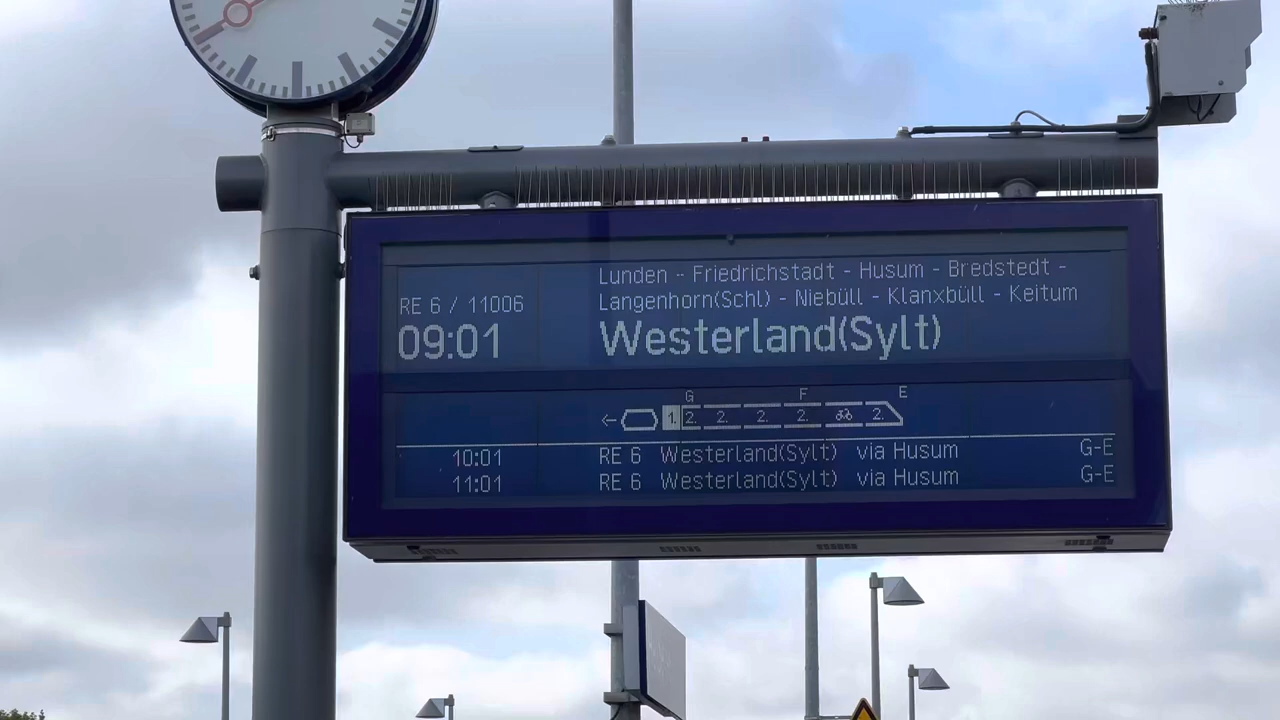 Lunden - Friedrichstadt - Husum - Bredstedt -
Langenhorn(Schl) - Niebüll - Klanxbüll - Keitum
RE 6 / 11006
09:01 Westerland(Sylt)
G F E
1. 2. 2. 2. 2. 2.
10:01 RE 6 Westerland(Sylt) via Husum G-E
11:01 RE 6 Westerland(Sylt) via Husum G-E